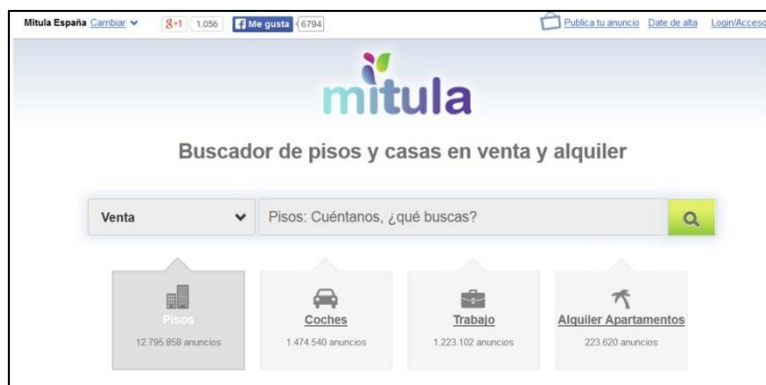 Mitula España Cambiar 8+1 1.056 Me gusta 6794 Publica tu anuncio Date de alta Login/Acceso
mitula
Buscador de pisos y casas en venta y alquiler
Venta Pisos: Cuéntanos, ¿qué buscas?
Pisos Coches Trabajo Alquiler Apartamentos
12.795.858 anuncios 1.474.540 anuncios 1.223.102 anuncios 223.620 anuncios